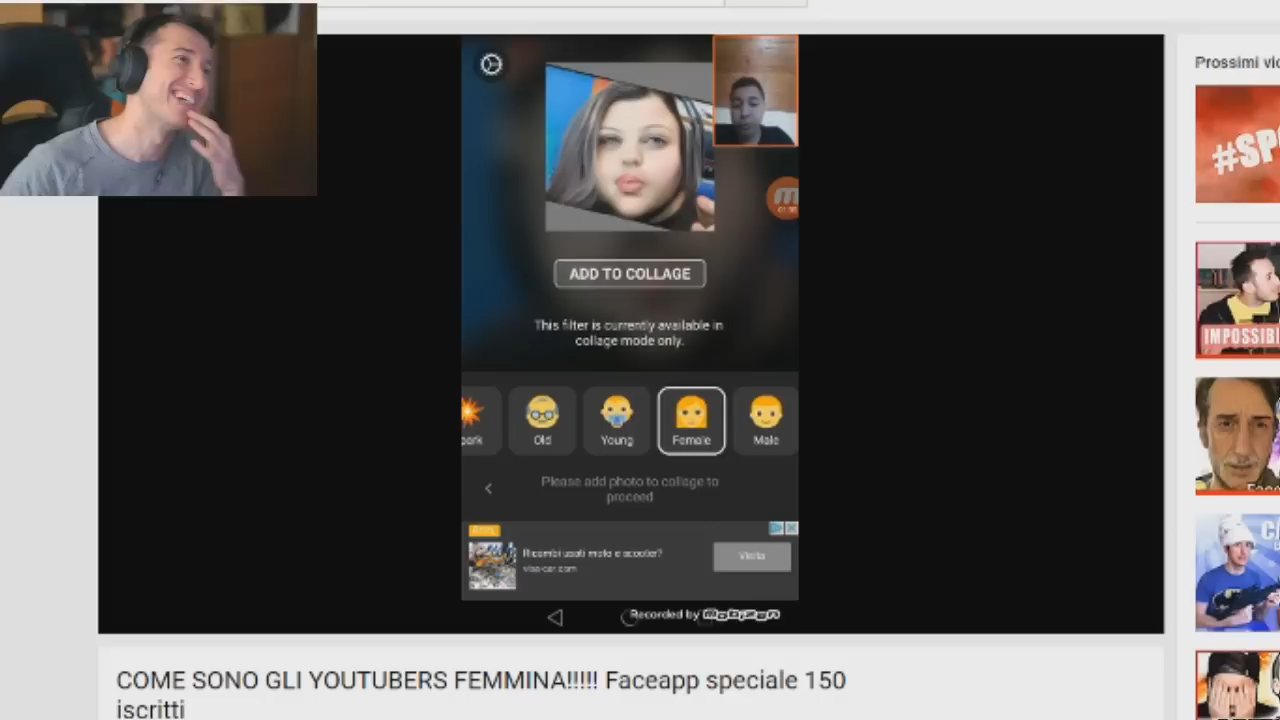 Prossimi vic
#SP
ADD TO COLLAGE
This filter is currently available in
collage mode only.
IMPOSSIBI
Old
Young
Female
Male
Please add photo to collage to
proceed
Ricambi usati moto e scooter?
Visita
Recorded by mobizen
COME SONO GLI YOUTUBERS FEMMINA!!!!! Faceapp speciale 150
iscritti